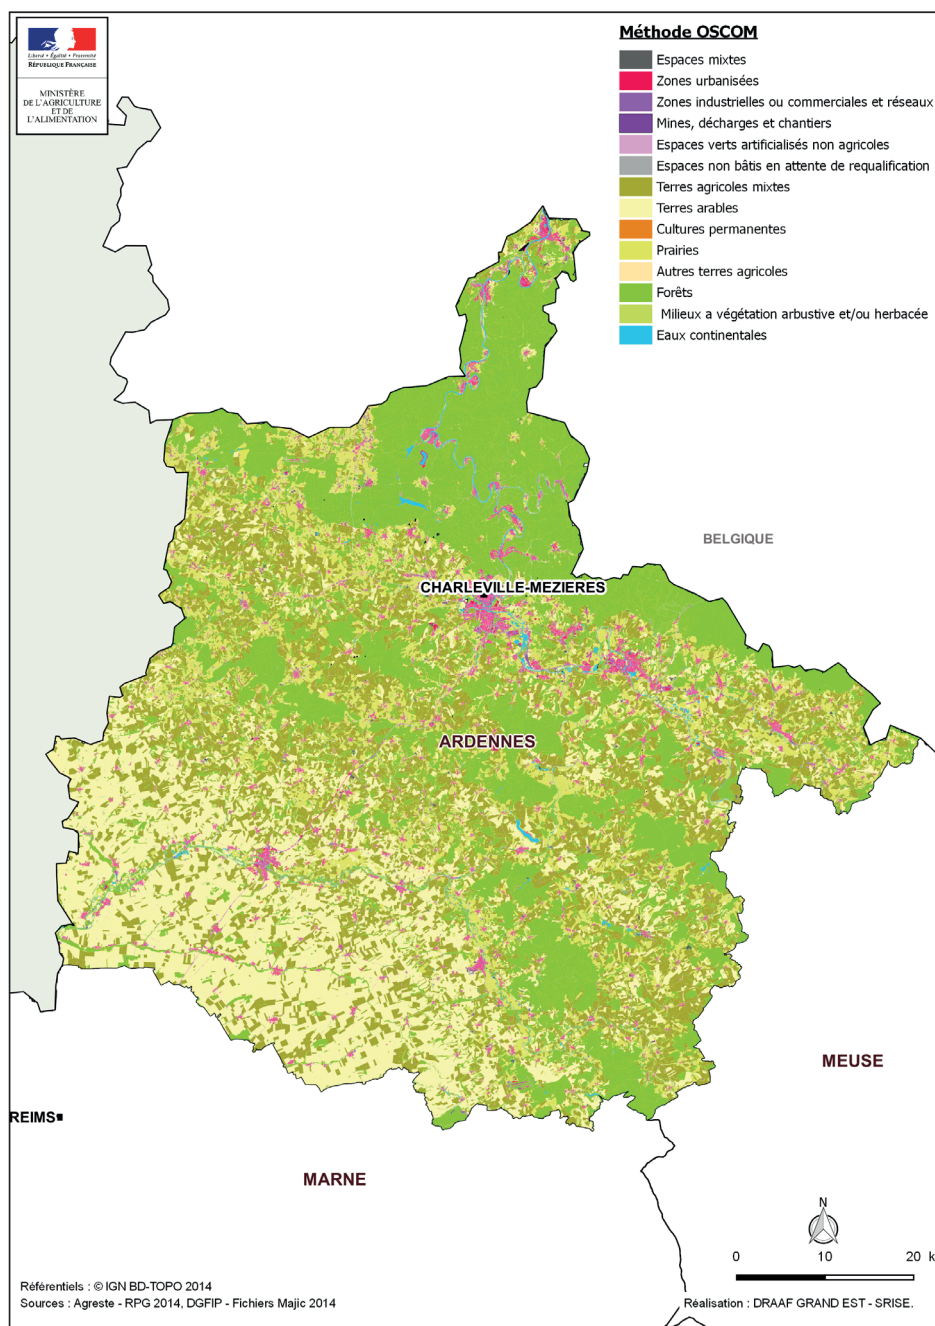 Liberté • Égalité • Fraternité
RÉPUBLIQUE FRANÇAISE
MINISTÈRE
DE L'AGRICULTURE
ET DE
L'ALIMENTATION
Méthode OSCOM
Espaces mixtes
Zones urbanisées
Zones industrielles ou commerciales et réseaux
Mines, décharges et chantiers
Espaces verts artificialisés non agricoles
Espaces non bâtis en attente de requalification
Terres agricoles mixtes
Terres arables
Cultures permanentes
Prairies
Autres terres agricoles
Forêts
Milieux a végétation arbustive et/ou herbacée
Eaux continentales
BELGIQUE
CHARLEVILLE-MEZIERES
ARDENNES
MEUSE
REIMS
MARNE
N
0 10 20 k
Référentiels : © IGN BD-TOPO 2014
Sources : Agreste - RPG 2014, DGFIP - Fichiers Majic 2014
Réalisation : DRAAF GRAND EST - SRISE.